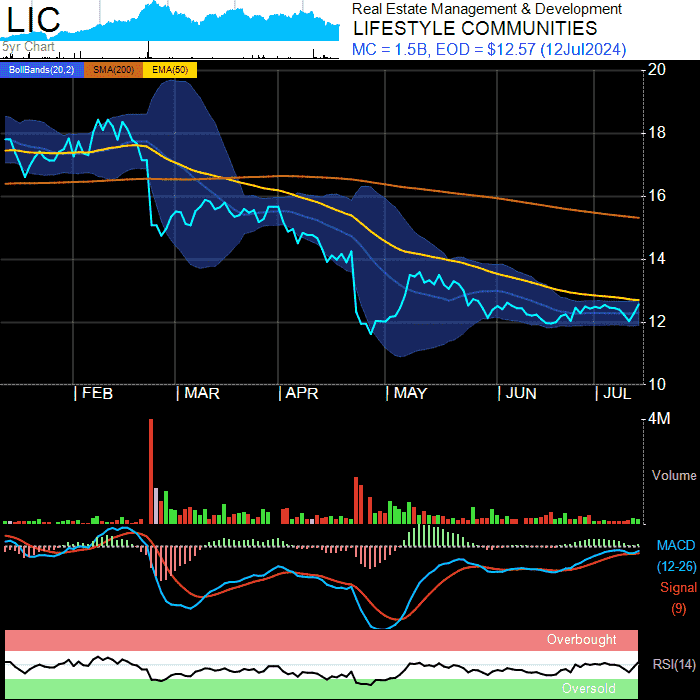 LIC
5yr Chart
Real Estate Management & Development
LIFESTYLE COMMUNITIES
MC = 1.5B, EOD = $12.57 (12Jul2024)
BollBands(20,2) SMA(200) EMA(50)
20
18
16
14
12
10
| FEB | MAR | APR | MAY | JUN | JUL
4M
Volume
MACD
(12-26)
Signal
(9)
Overbought
RSI(14)
Oversold